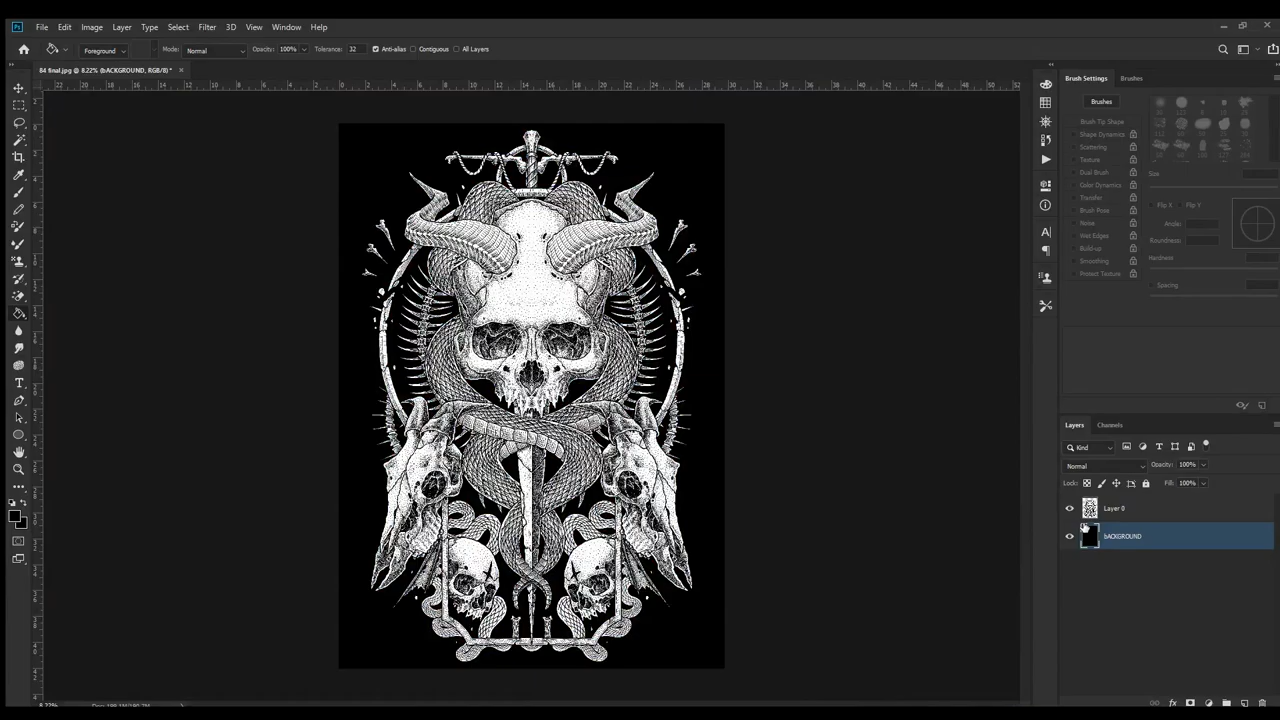 Ps File Edit Image Layer Type Select Filter 3D View Window Help
Foreground Mode: Normal Opacity: 100% Tolerance: 32 Anti-alias Contiguous All Layers
84 final.jpg @ 8.22% (bACKGROUND, RGB/8) *
Brush Settings Brushes
Brushes
Brush Tip Shape
Shape Dynamics
Scattering
Texture
Dual Brush
Color Dynamics
Transfer
Brush Pose
Noise
Wet Edges
Build-up
Smoothing
Protect Texture
Size
Flip X Flip Y
Angle:
Roundness:
Hardness
Spacing
Layers Channels
Kind
Normal Opacity: 100%
Lock: Fill: 100%
Layer 0
bACKGROUND
8.22%